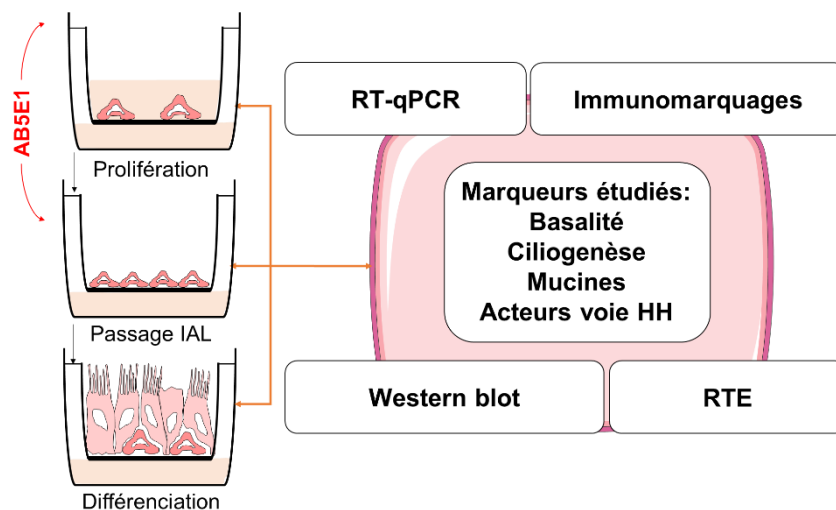 AB5E1
Prolifération
Passage IAL
Différenciation
RT-qPCR
Immunomarquages
Marqueurs étudiés:
Basalité
Ciliogenèse
Mucines
Acteurs voie HH
Western blot
RTE